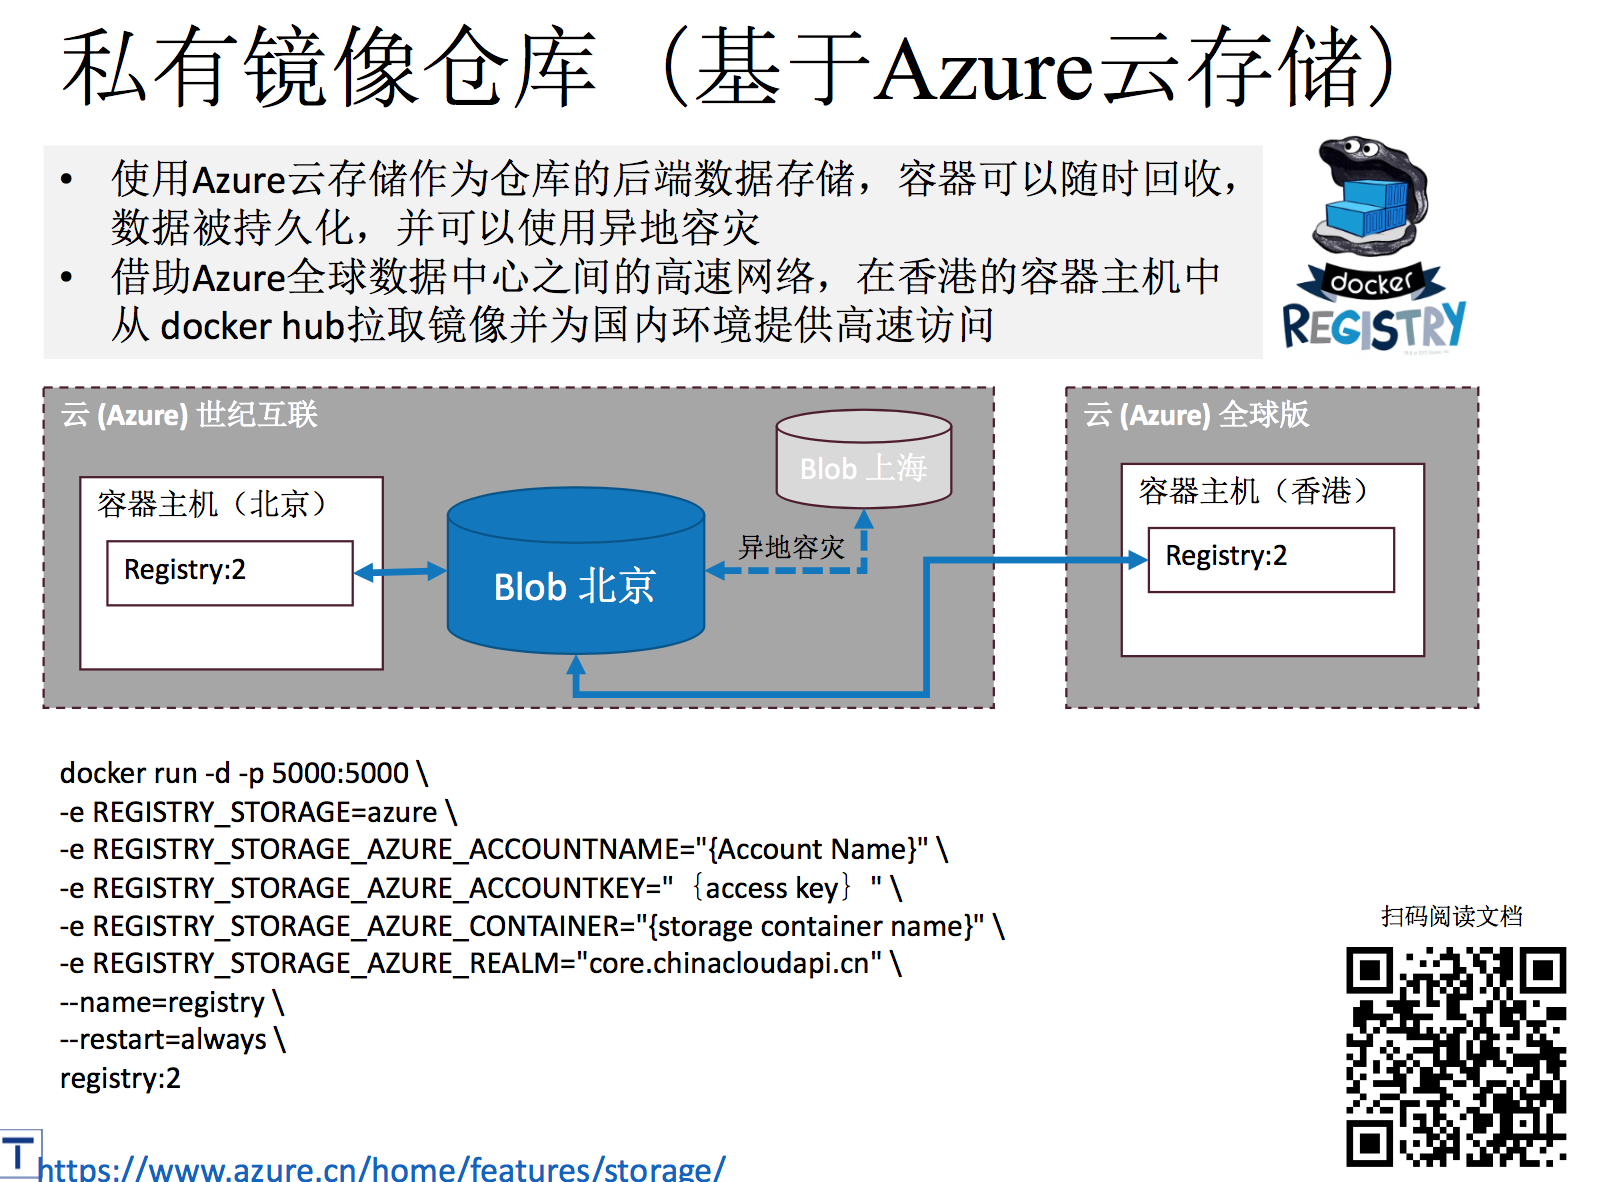 私有镜像仓库（基于Azure云存储）
• 使用Azure云存储作为仓库的后端数据存储，容器可以随时回收，
数据被持久化，并可以使用异地容灾
• 借助Azure全球数据中心之间的高速网络，在香港的容器主机中
从 docker hub拉取镜像并为国内环境提供高速访问
docker
REGISTRY
云 (Azure) 世纪互联
Blob 上海
容器主机（北京）
Registry:2
Blob 北京
异地容灾
云 (Azure) 全球版
容器主机（香港）
Registry:2
docker run -d -p 5000:5000 \
-e REGISTRY_STORAGE=azure \
-e REGISTRY_STORAGE_AZURE_ACCOUNTNAME="{Account Name}" \
-e REGISTRY_STORAGE_AZURE_ACCOUNTKEY="｛access key｝" \
-e REGISTRY_STORAGE_AZURE_CONTAINER="{storage container name}" \
-e REGISTRY_STORAGE_AZURE_REALM="core.chinacloudapi.cn" \
--name=registry \
--restart=always \
registry:2
扫码阅读文档
T
https://www.azure.cn/home/features/storage/